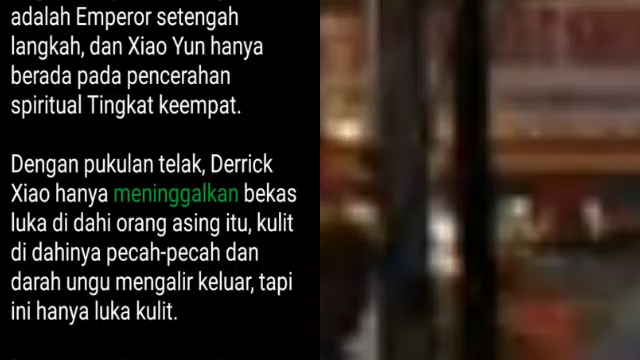 adalah Emperor setengah
langkah, dan Xiao Yun hanya
berada pada pencerahan
spiritual Tingkat keempat.
Dengan pukulan telak, Derrick
Xiao hanya meninggalkan bekas
luka di dahi orang asing itu, kulit
di dahinya pecah-pecah dan
darah ungu mengalir keluar, tapi
ini hanya luka kulit.